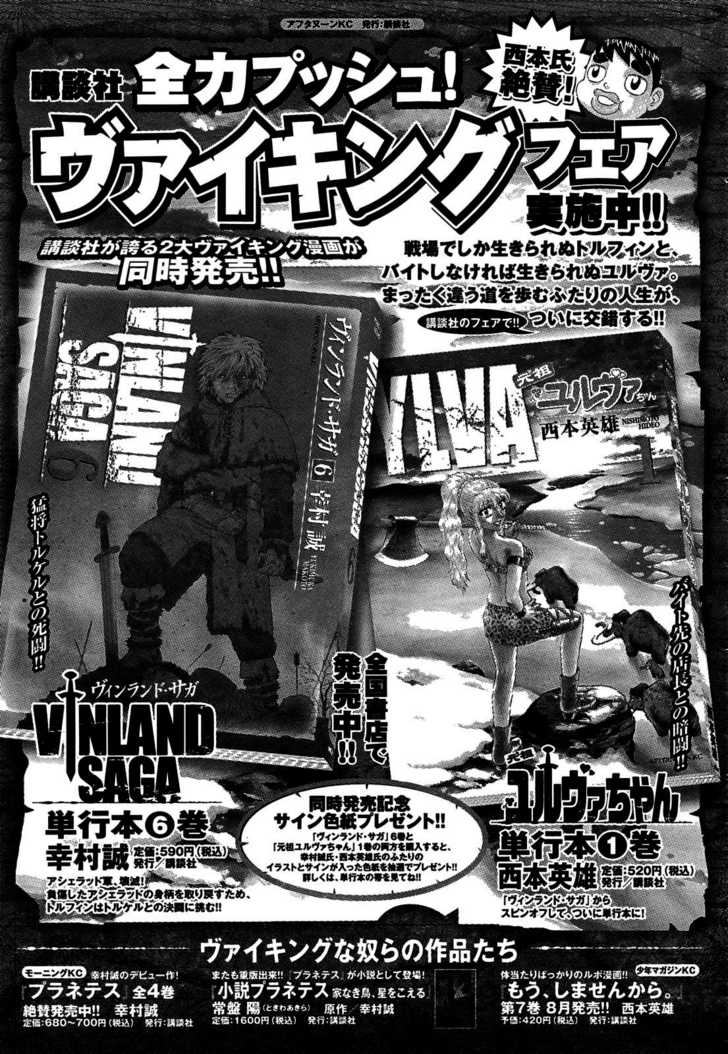 アフタヌーンKC 発行:講談社
講談社 全力プッシュ!
西本氏
絶賛!
ヴァイキングフェア
実施中!!
講談社が誇る2大ヴァイキング漫画が
同時発売!!
戦場でしか生きられぬトルフィンと、
バイトしなければ生きられぬユルヴァ。
まったく違う道を歩むふたりの人生が、
講談社のフェアで!! ついに交錯する!!
VINLAND
SAGA
6
ヴィンランド・サガ 6 幸村誠
YUKIMURA
MAKOTO
YLVA
元祖
ユルヴァちゃん
西本英雄
NISHIMOTO
HIDEO
1
猛将トルケルとの死闘!!
バイト先の店長との暗闘!!
全国書店で
発売中!!
ヴィンランド・サガ
VINLAND
SAGA
単行本6巻
幸村誠 定価:590円(税込)
発行/講談社
アシェラッド軍、壊滅!
負傷したアシェラッドの身柄を取り戻すため、
トルフィンはトルケルとの決闘に挑む!!
同時発売記念
サイン色紙プレゼント!!
「ヴィンランド・サガ」6巻と
「元祖ユルヴァちゃん」1巻の両方を購入すると、
幸村誠氏・西本英雄氏のふたりの
イラストとサインが入った色紙を抽選でプレゼント!!
詳しくは、単行本の帯を見てね!!
元祖
ユルヴァちゃん
単行本1巻
西本英雄 定価:520円(税込)
発行/講談社
「ヴィンランド・サガ」から
スピンオフして、ついに単行本に!
ヴァイキングな奴らの作品たち
モーニングKC 幸村誠のデビュー作!
『プラネテス』全4巻
絶賛発売中!! 幸村誠
定価:680〜700円(税込) 発行:講談社
またも重版出来!!『プラネテス』が小説として登場!
『小説プラネテス 家なき鳥、星をこえる』
常盤 陽(ときわあきら) 原作/幸村誠
定価:1600円(税込) 発行:講談社
体当たりばっかりのルポ漫画!! 少年マガジンKC
『もう、しませんから。』
第7巻 8月発売!! 西本英雄
予価:420円(税込) 発行:講談社